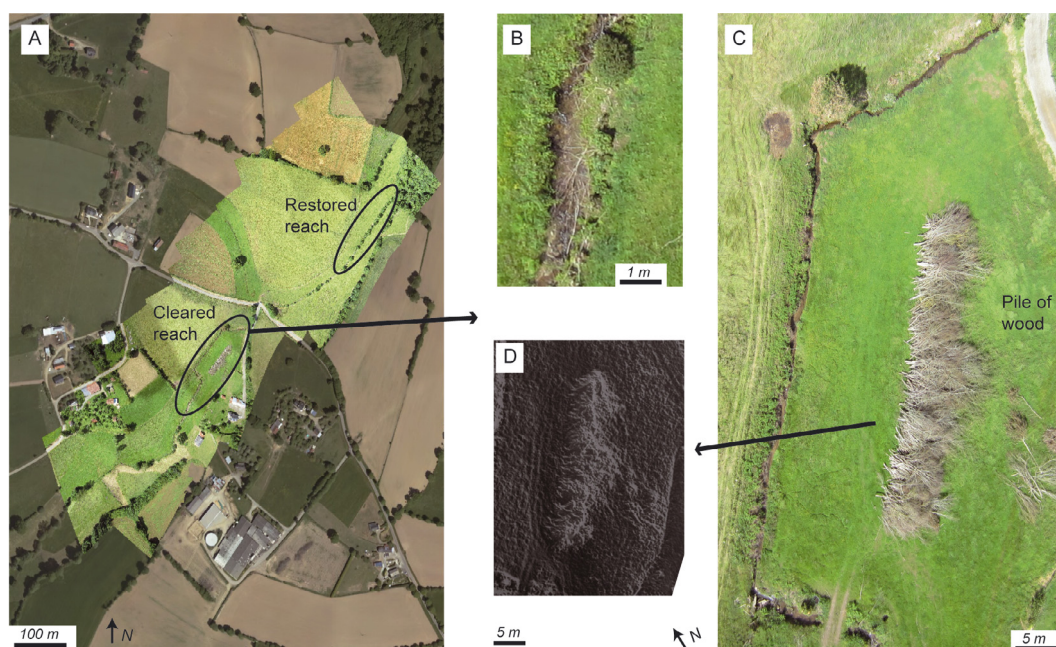 A
Restored
reach
Cleared
reach
100 m
N
B
1 m
D
5 m
N
C
Pile of
wood
5 m